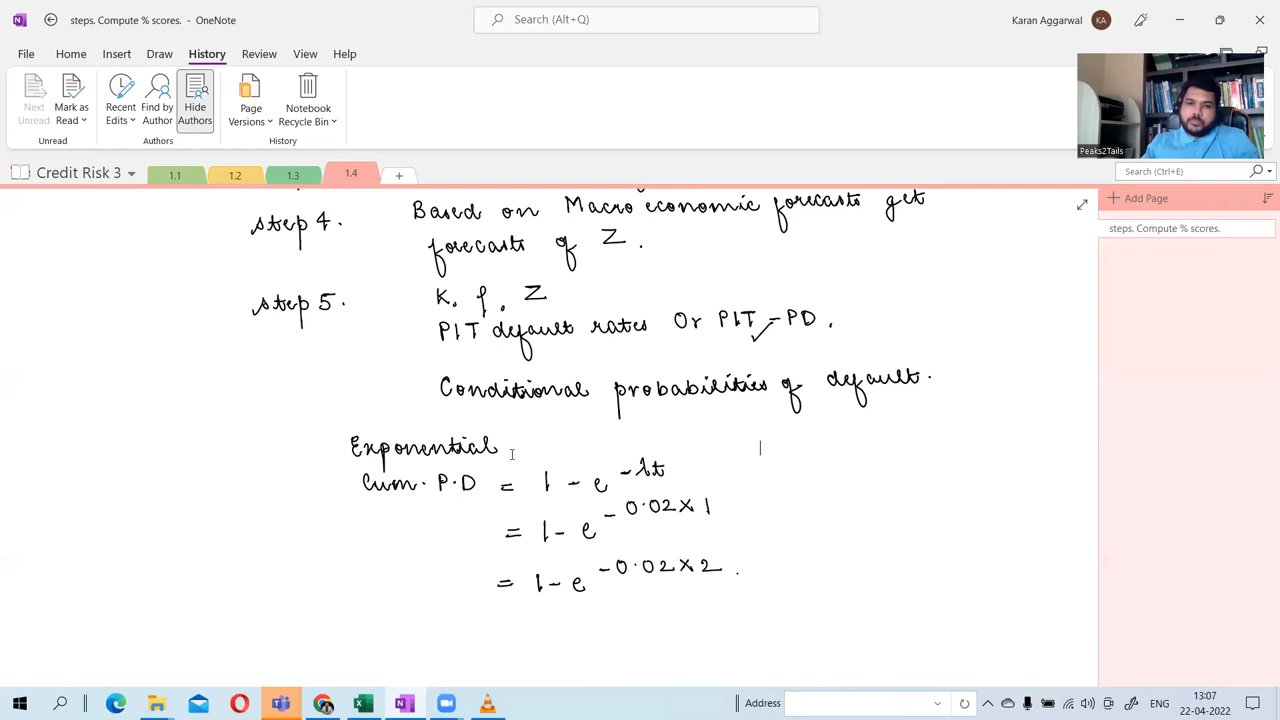 steps. Compute % scores. - OneNote
Search (Alt+Q)
Karan Aggarwal
KA
File Home Insert Draw History Review View Help
Next Unread
Mark as Read
Recent Edits
Find by Author
Hide Authors
Page Versions
Notebook Recycle Bin
Unread
Authors
History
Peaks2Tails
Credit Risk 3
1.1
1.2
1.3
1.4
Search (Ctrl+E)
Add Page
steps. Compute % scores.
step 4. Based on Macroeconomic forecasts get
forecasts of Z.
step 5. K, ρ, Z
PIT default rates Or PIT-PD.
Conditional probabilities of default.
Exponential
Cum. P.D = 1 - e^-λt
= 1 - e^-0.02×1
= 1 - e^-0.02×2.
Address
ENG
13:07
22-04-2022